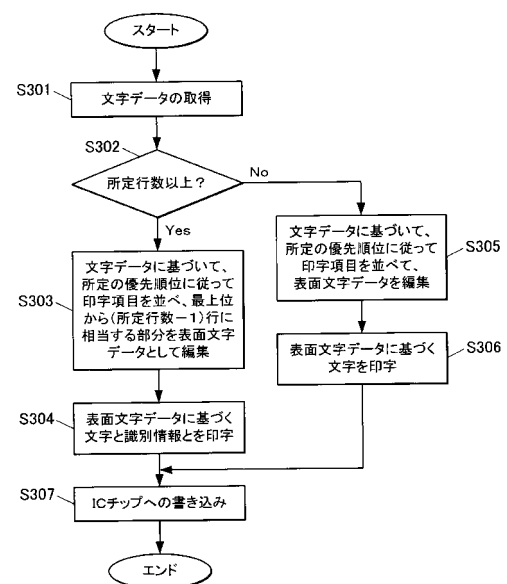 スタート
S301
文字データの取得
S302
所定行数以上?
No
Yes
S303
文字データに基づいて、
所定の優先順位に従って
印字項目を並べ、最上位
から(所定行数-1)行に
相当する部分を表面文字
データとして編集
文字データに基づいて、
所定の優先順位に従って
印字項目を並べて、
表面文字データを編集
S305
表面文字データに基づく
文字を印字
S306
S304
表面文字データに基づく
文字と識別情報とを印字
S307
ICチップへの書き込み
エンド